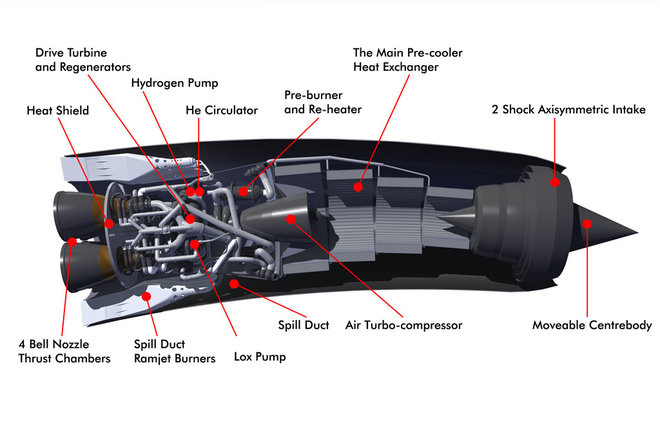 Drive Turbine
and Regenerators
The Main Pre-cooler
Heat Exchanger
Hydrogen Pump
Pre-burner
and Re-heater
Heat Shield
He Circulator
2 Shock Axisymmetric Intake
4 Bell Nozzle
Thrust Chambers
Spill Duct
Ramjet Burners
Lox Pump
Spill Duct
Air Turbo-compressor
Moveable Centrebody